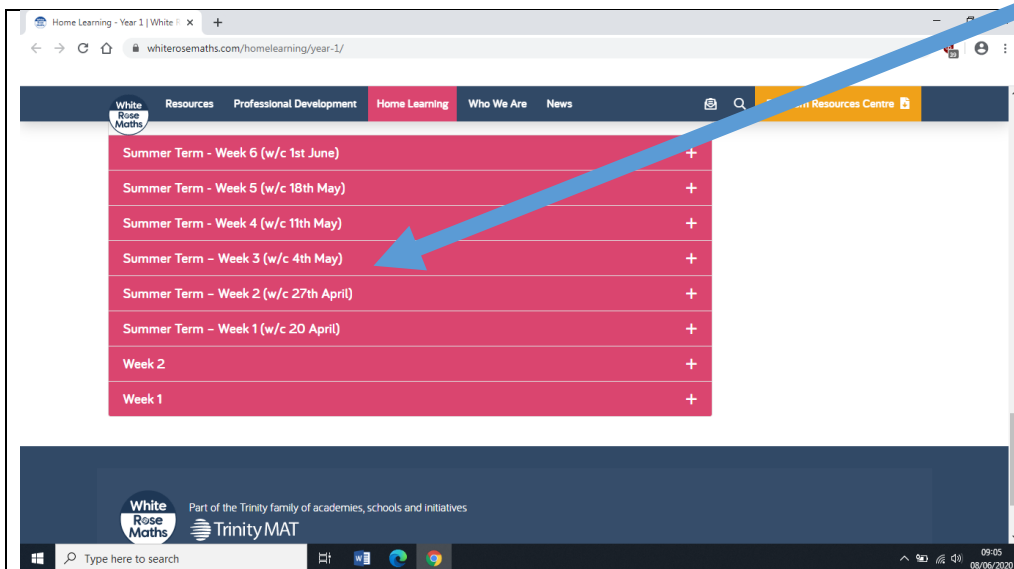 Home Learning - Year 1 | White
whiterosemaths.com/homelearning/year-1/
White Rose Maths
Resources Professional Development Home Learning Who We Are News Resources Centre
Summer Term - Week 6 (w/c 1st June) +
Summer Term - Week 5 (w/c 18th May) +
Summer Term - Week 4 (w/c 11th May) +
Summer Term – Week 3 (w/c 4th May) +
Summer Term – Week 2 (w/c 27th April) +
Summer Term – Week 1 (w/c 20 April) +
Week 2 +
Week 1 +
White Rose Maths
Part of the Trinity family of academies, schools and initiatives
Trinity MAT
Type here to search
09:05
08/06/2020